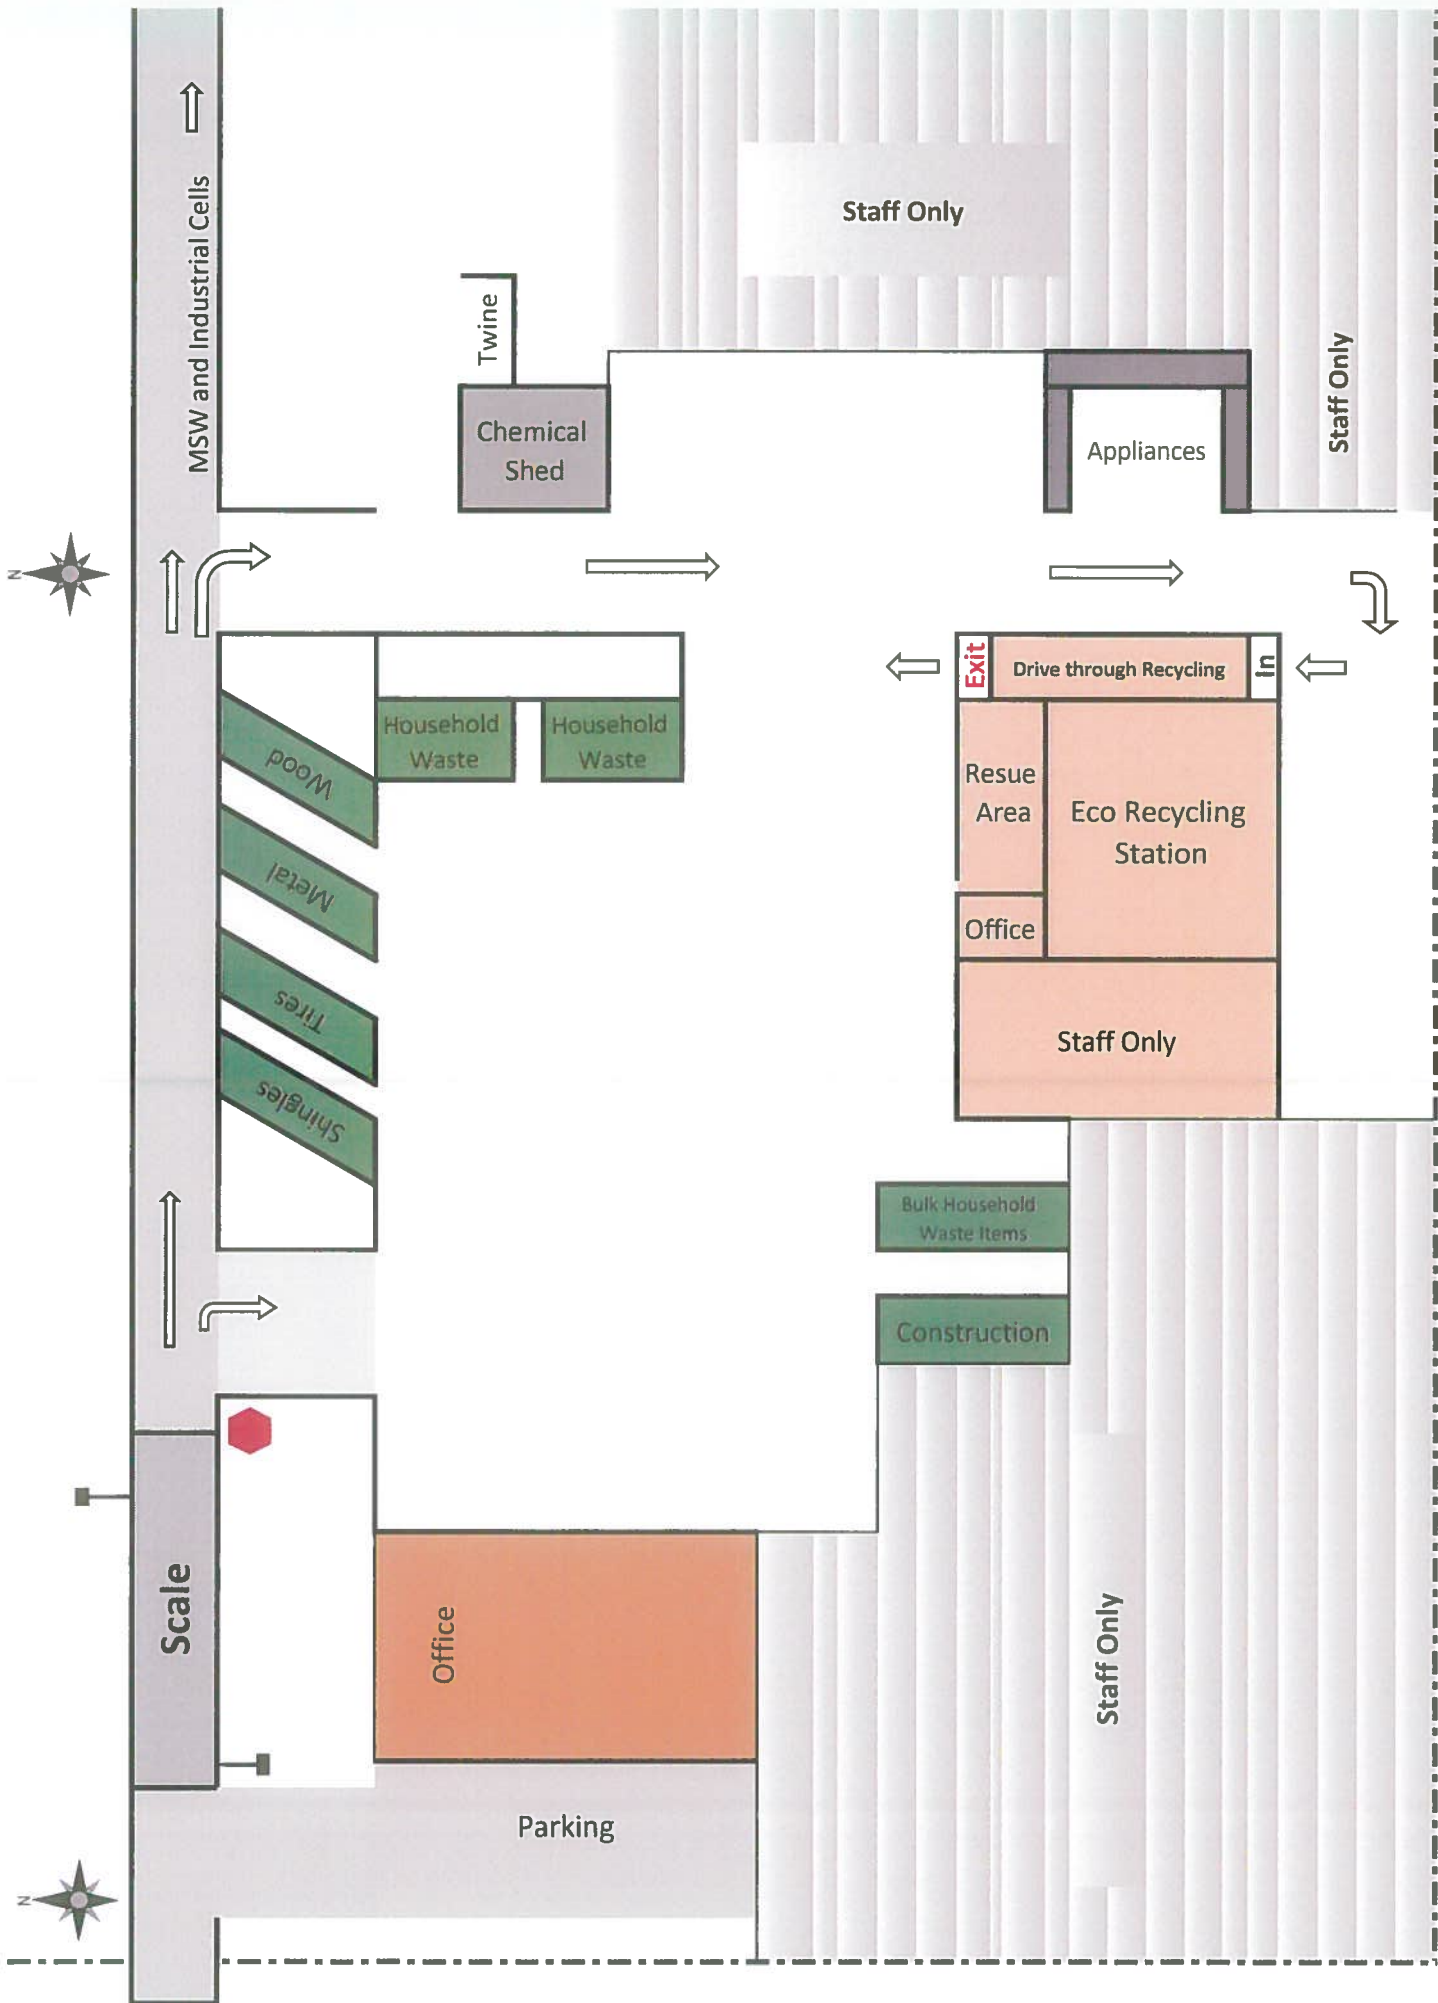 MSW and Industrial Cells
Staff Only
Twine
Staff Only
Chemical
Shed
Appliances
N
Exit
Drive through Recycling
In
Household
Waste
Household
Waste
Wood
Resue
Area
Eco Recycling
Station
Metal
Office
Tires
Staff Only
Shingles
Bulk Household
Waste Items
Construction
Scale
Office
Staff Only
Parking
N